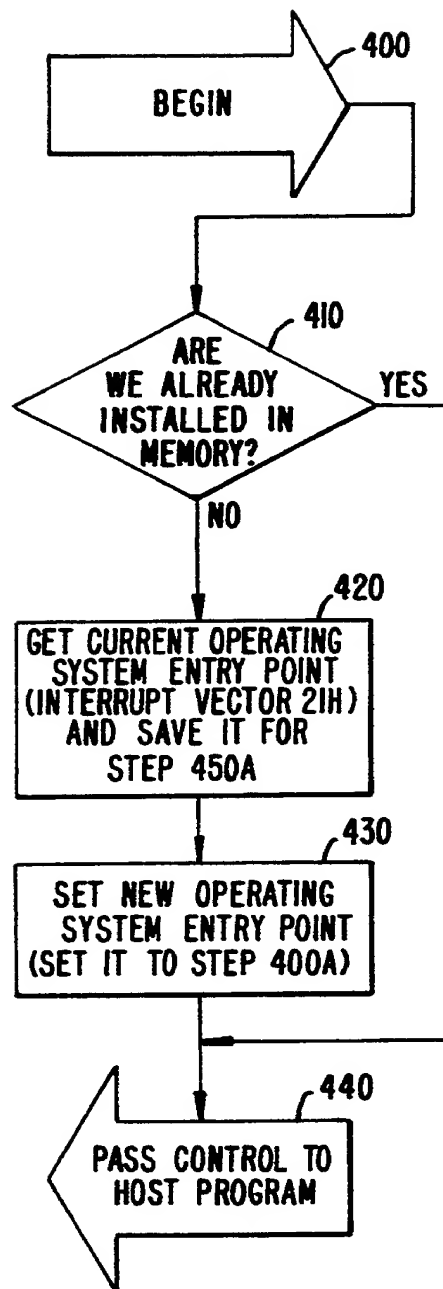 400
BEGIN
410
ARE
WE ALREADY
INSTALLED IN
MEMORY?
YES
NO
420
GET CURRENT OPERATING
SYSTEM ENTRY POINT
(INTERRUPT VECTOR 21H)
AND SAVE IT FOR
STEP 450A
430
SET NEW OPERATING
SYSTEM ENTRY POINT
(SET IT TO STEP 400A)
440
PASS CONTROL TO
HOST PROGRAM